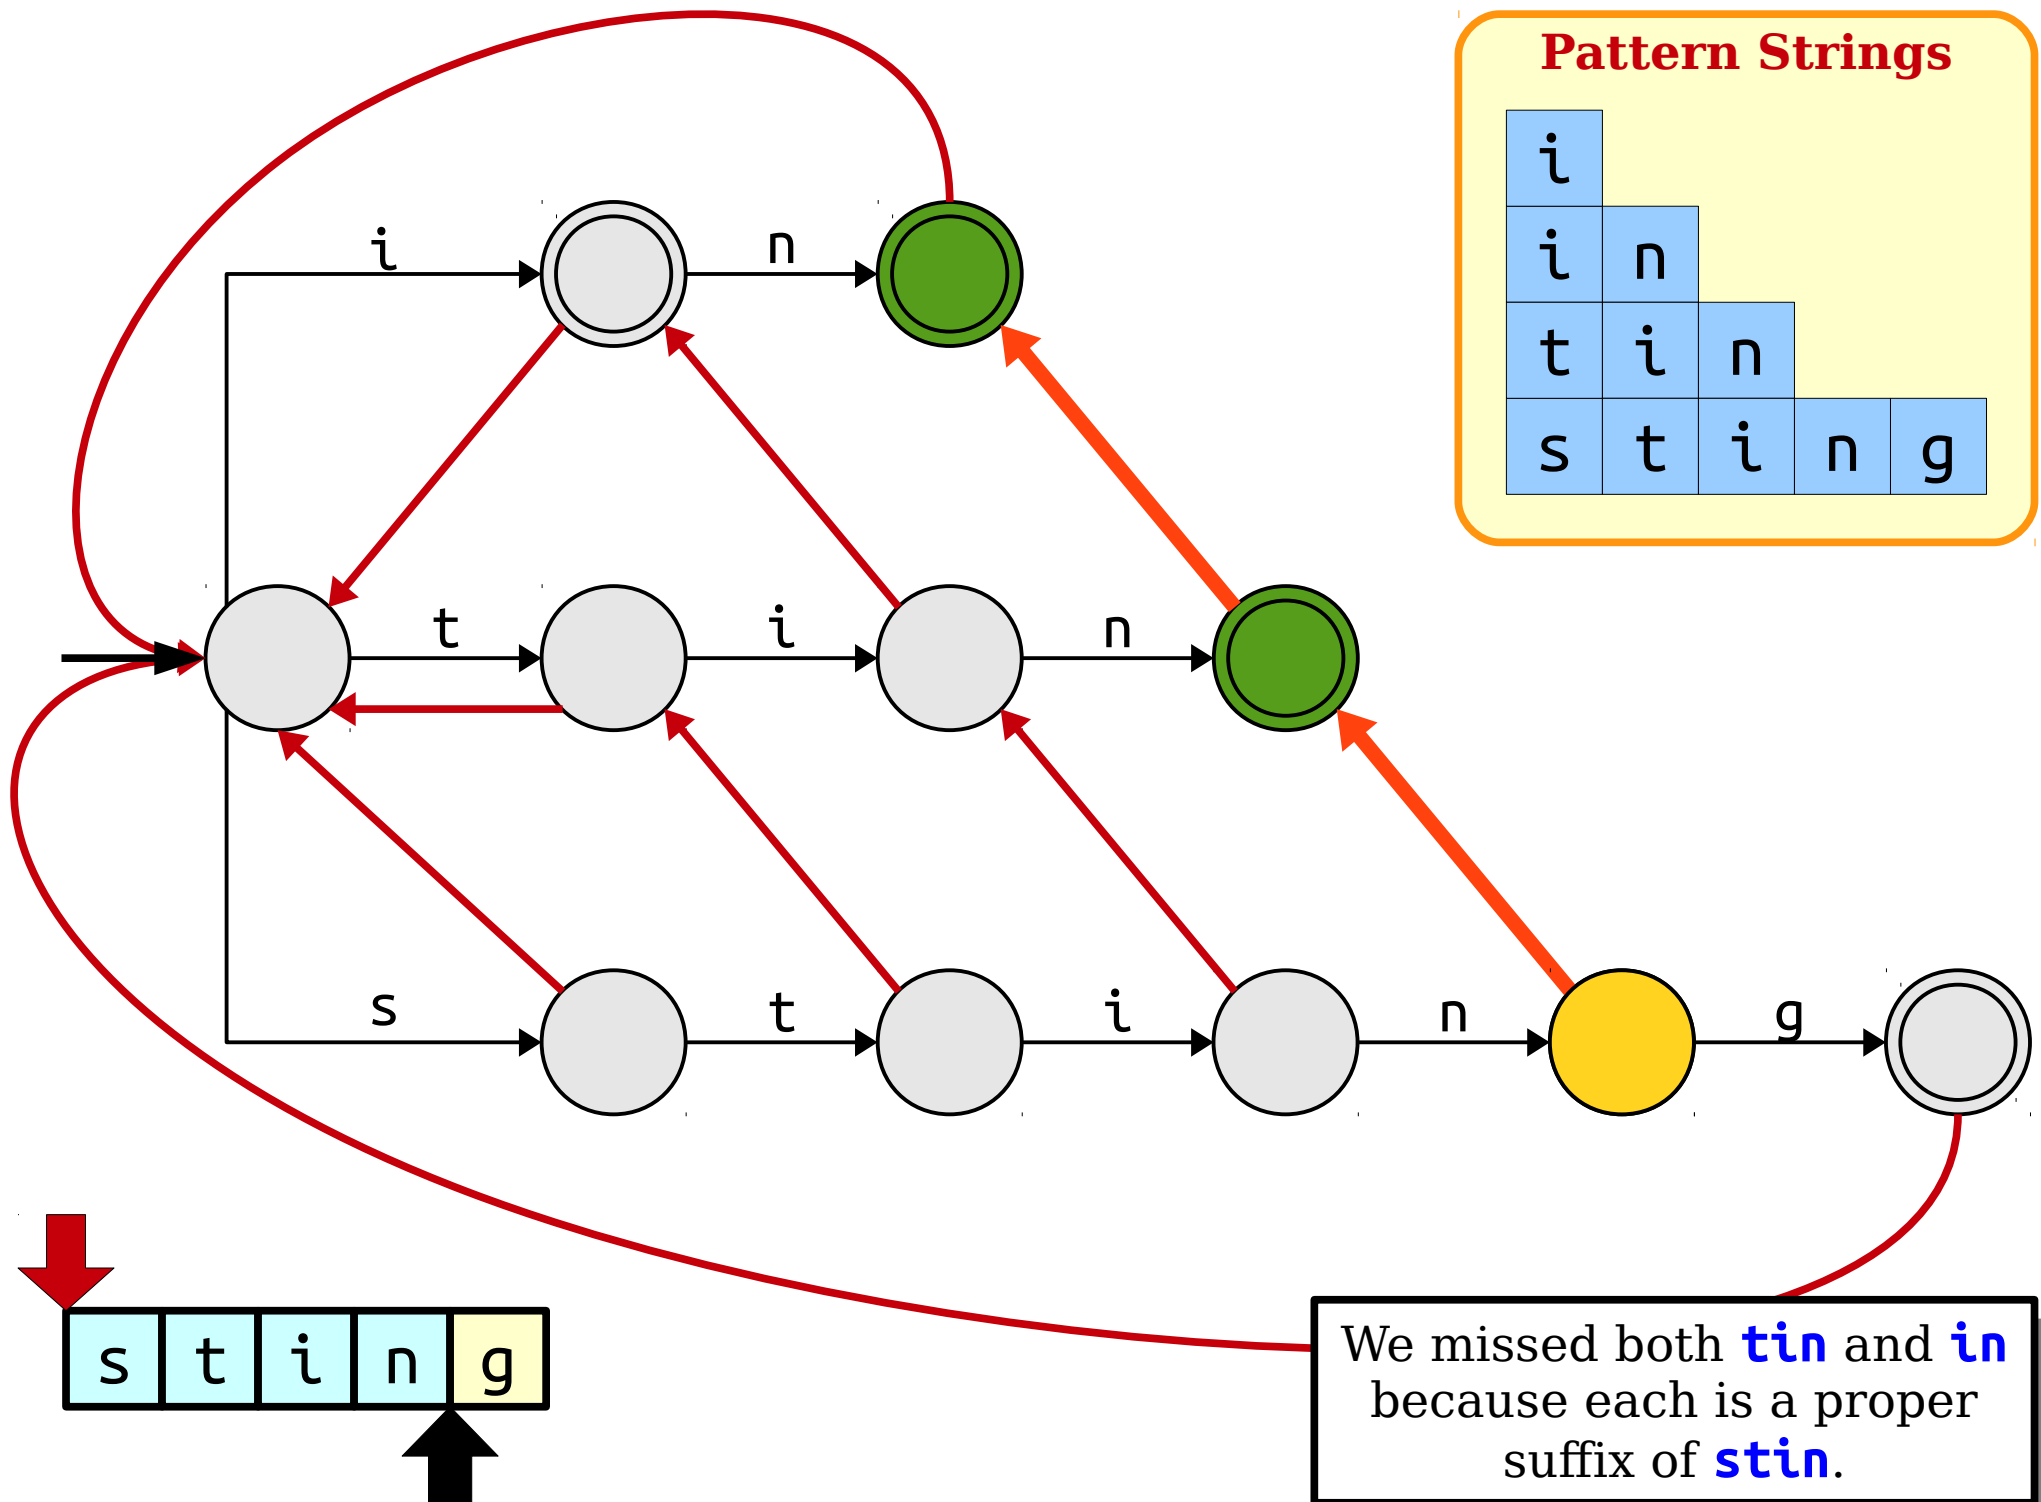 Pattern Strings
i
i n
t i n
s t i n g
i n
t i n
s t i n g
s t i n g
We missed both tin and in
because each is a proper
suffix of stin.